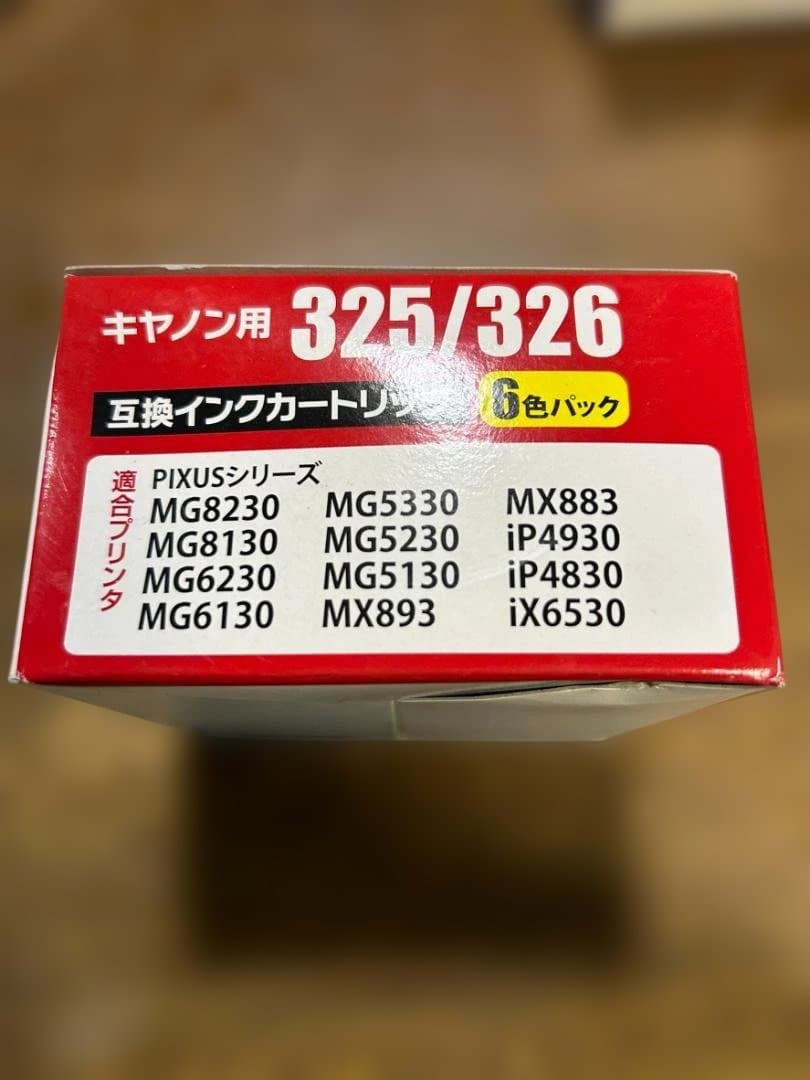 キヤノン用 325/326
互換インクカートリッ 6色パック
適合プリンタ
PIXUSシリーズ
MG8230 MG5330 MX883
MG8130 MG5230 iP4930
MG6230 MG5130 iP4830
MG6130 MX893 iX6530